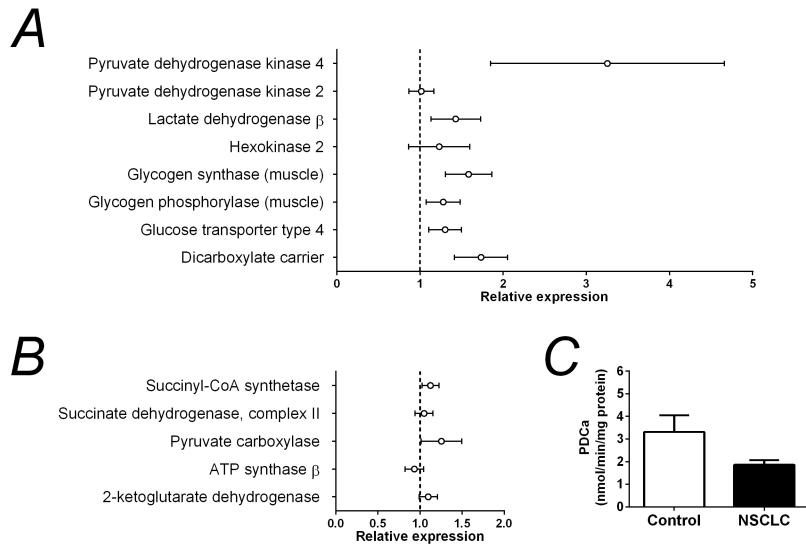 A
Pyruvate dehydrogenase kinase 4
Pyruvate dehydrogenase kinase 2
Lactate dehydrogenase β
Hexokinase 2
Glycogen synthase (muscle)
Glycogen phosphorylase (muscle)
Glucose transporter type 4
Dicarboxylate carrier
0 1 2 3 4 5
Relative expression
B
Succinyl-CoA synthetase
Succinate dehydrogenase, complex II
Pyruvate carboxylase
ATP synthase β
2-ketoglutarate dehydrogenase
0.0 0.5 1.0 1.5 2.0
Relative expression
C
PDCa
(nmol/min/mg protein)
6
5
4
3
2
1
0
Control NSCLC